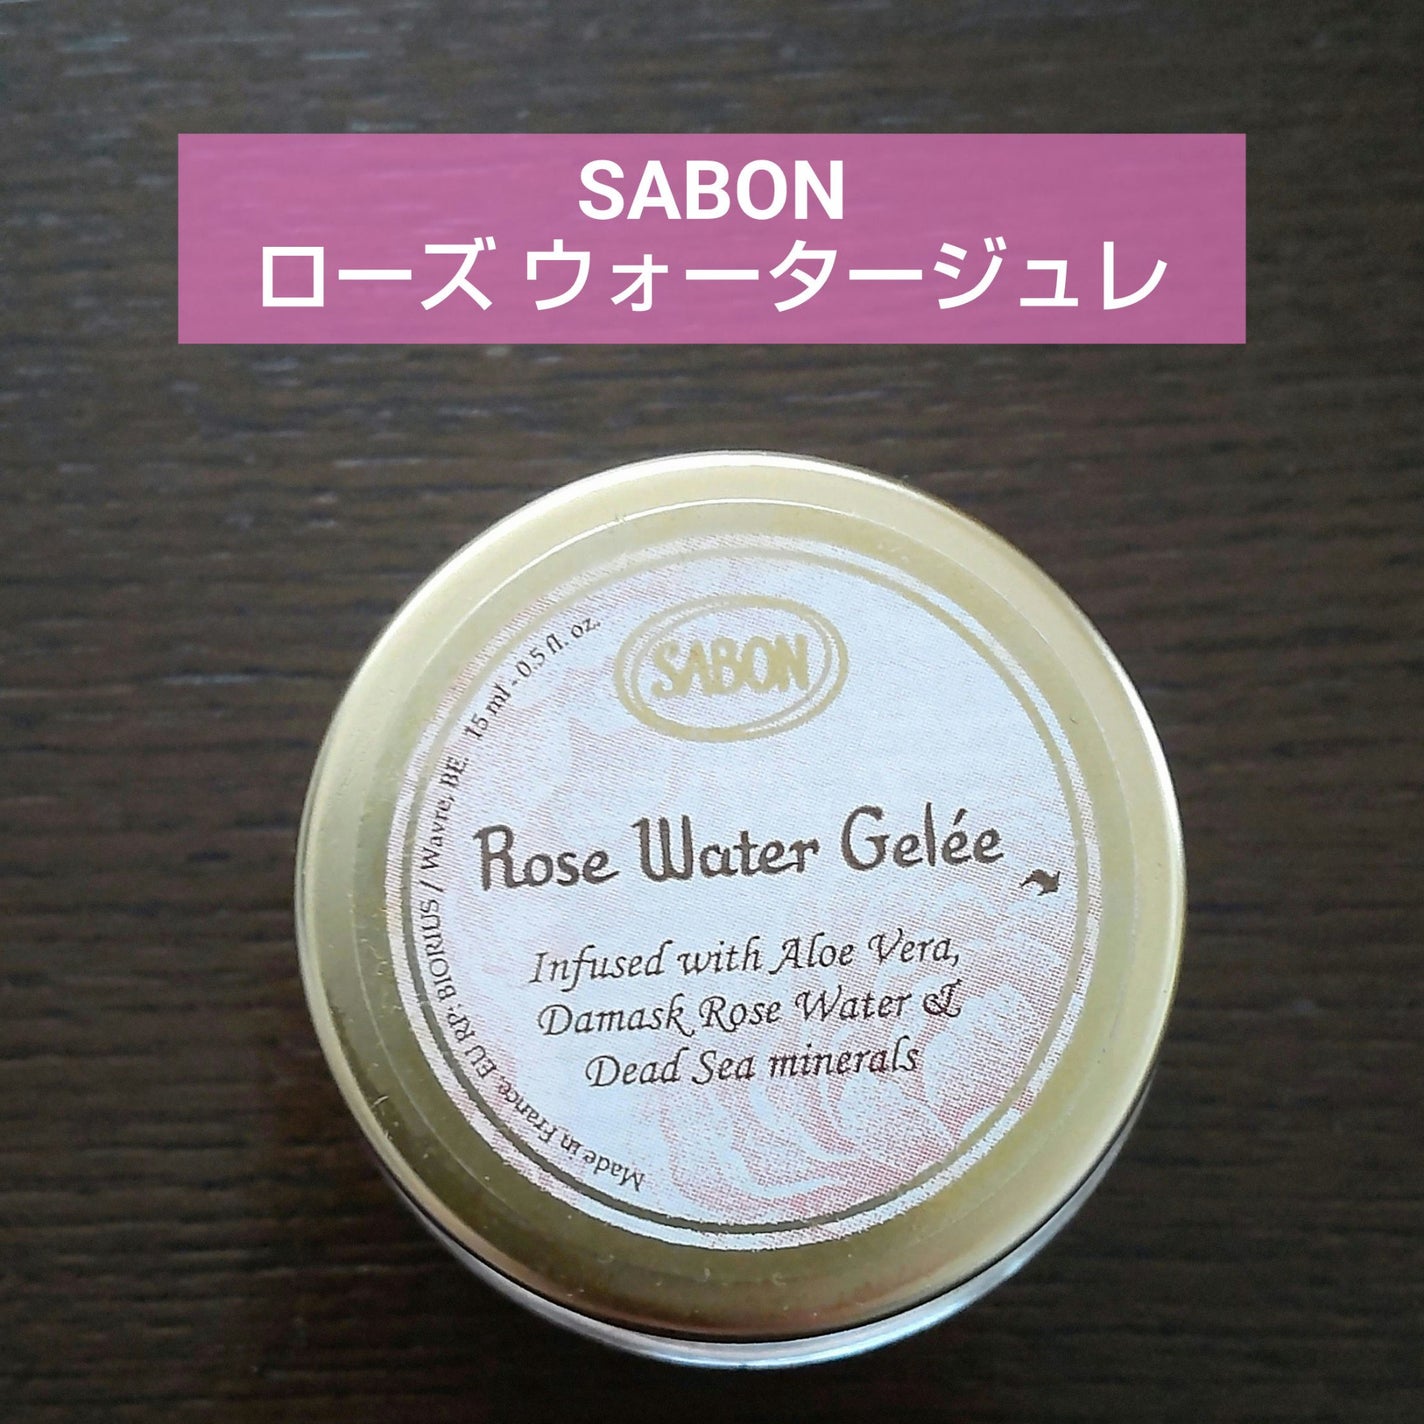 SABON
ローズ ウォータージュレ
SABON
Rose Water Gelée
Infused with Aloe Vera,
Damask Rose Water &
Dead Sea minerals
Made in France. EU RP: BIORIUS / Wavre, BE. 15 ml - 0.5 fl. oz.